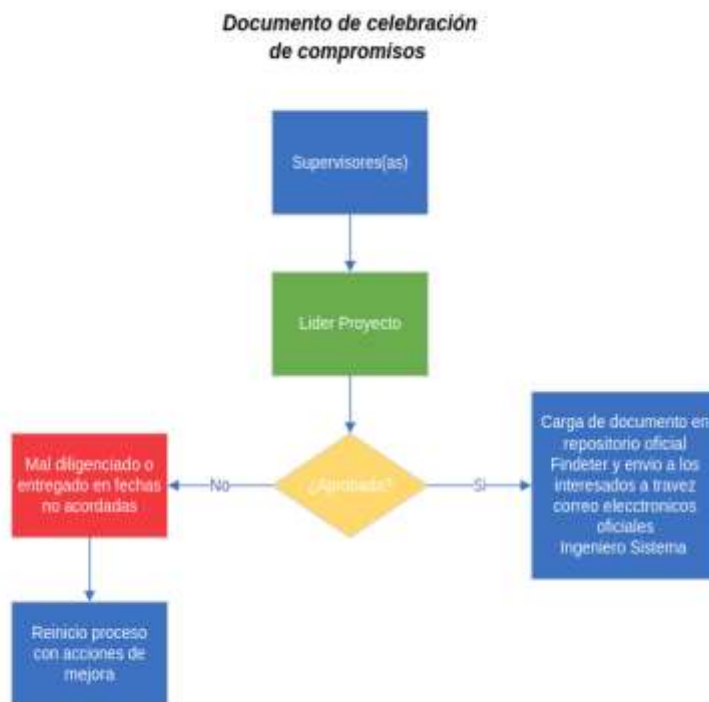 Documento de celebración
de compromisos
Supervisores(as)
Lider Proyecto
¿Aprobado?
No
Si
Mal diligenciado o
entregado en fechas
no acordadas
Carga de documento en
repositorio oficial
Findeter y envio a los
interesados a travez
correo elecctronicos
oficiales
Ingeniero Sistema
Reinicio proceso
con acciones de
mejora